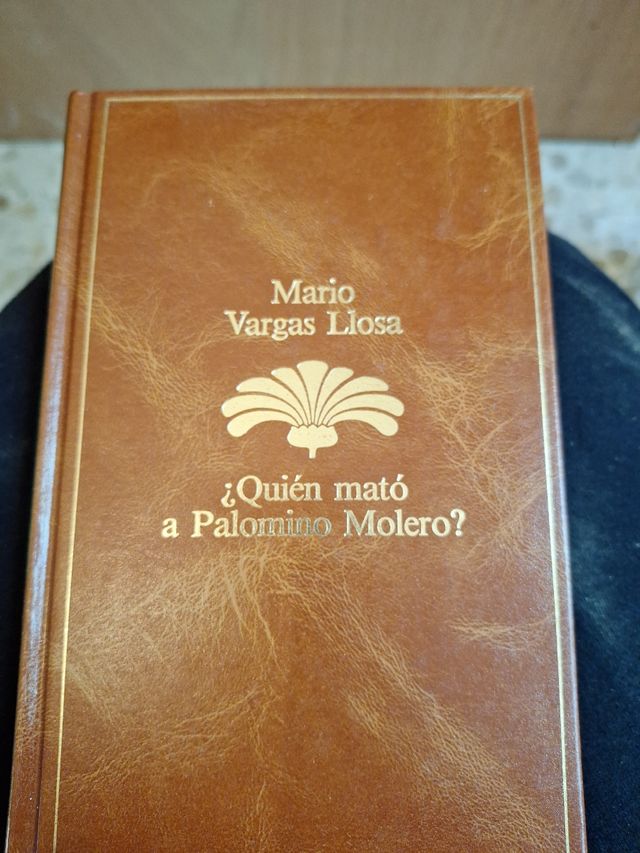 Mario
Vargas Llosa
¿Quién mató
a Palomino Molero?